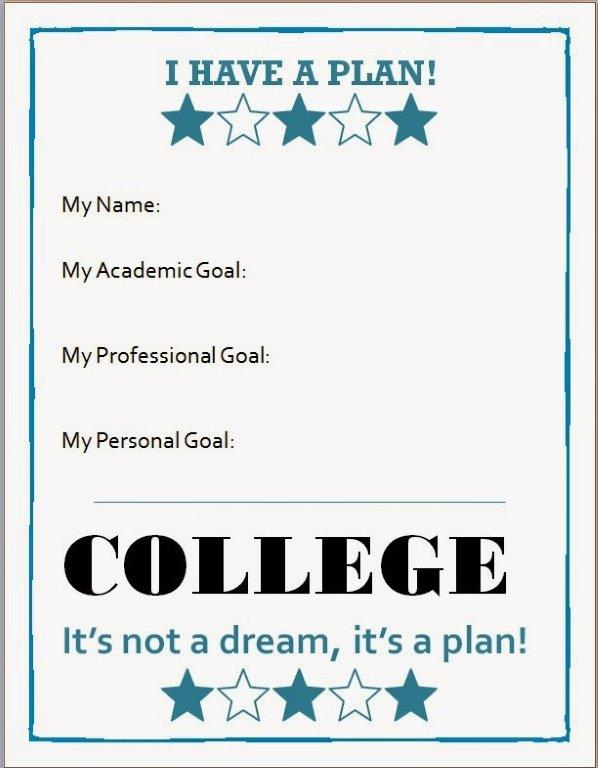 I HAVE A PLAN!
My Name:
My Academic Goal:
My Professional Goal:
My Personal Goal:
COLLEGE
It's not a dream, it's a plan!